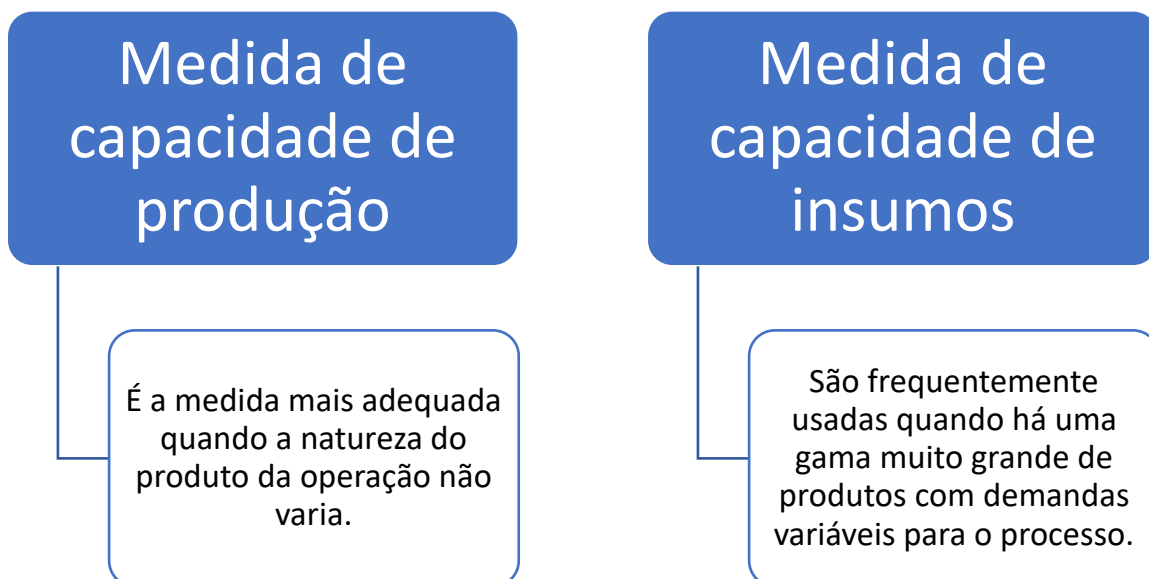 Medida de
capacidade de
produção
É a medida mais adequada
quando a natureza do
produto da operação não
varia.
Medida de
capacidade de
insumos
São frequentemente
usadas quando há uma
gama muito grande de
produtos com demandas
variáveis para o processo.